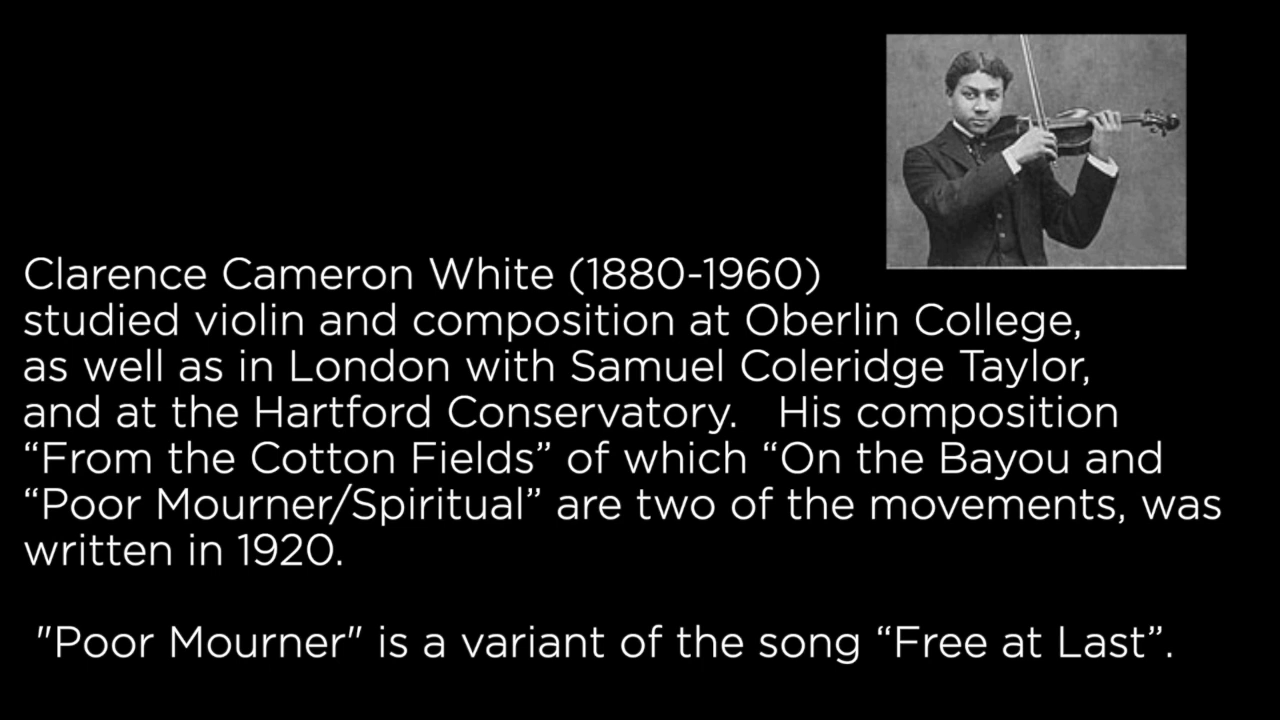 Clarence Cameron White (1880-1960)
studied violin and composition at Oberlin College,
as well as in London with Samuel Coleridge Taylor,
and at the Hartford Conservatory.   His composition
“From the Cotton Fields” of which “On the Bayou and
“Poor Mourner/Spiritual” are two of the movements, was
written in 1920.
"Poor Mourner" is a variant of the song “Free at Last”.